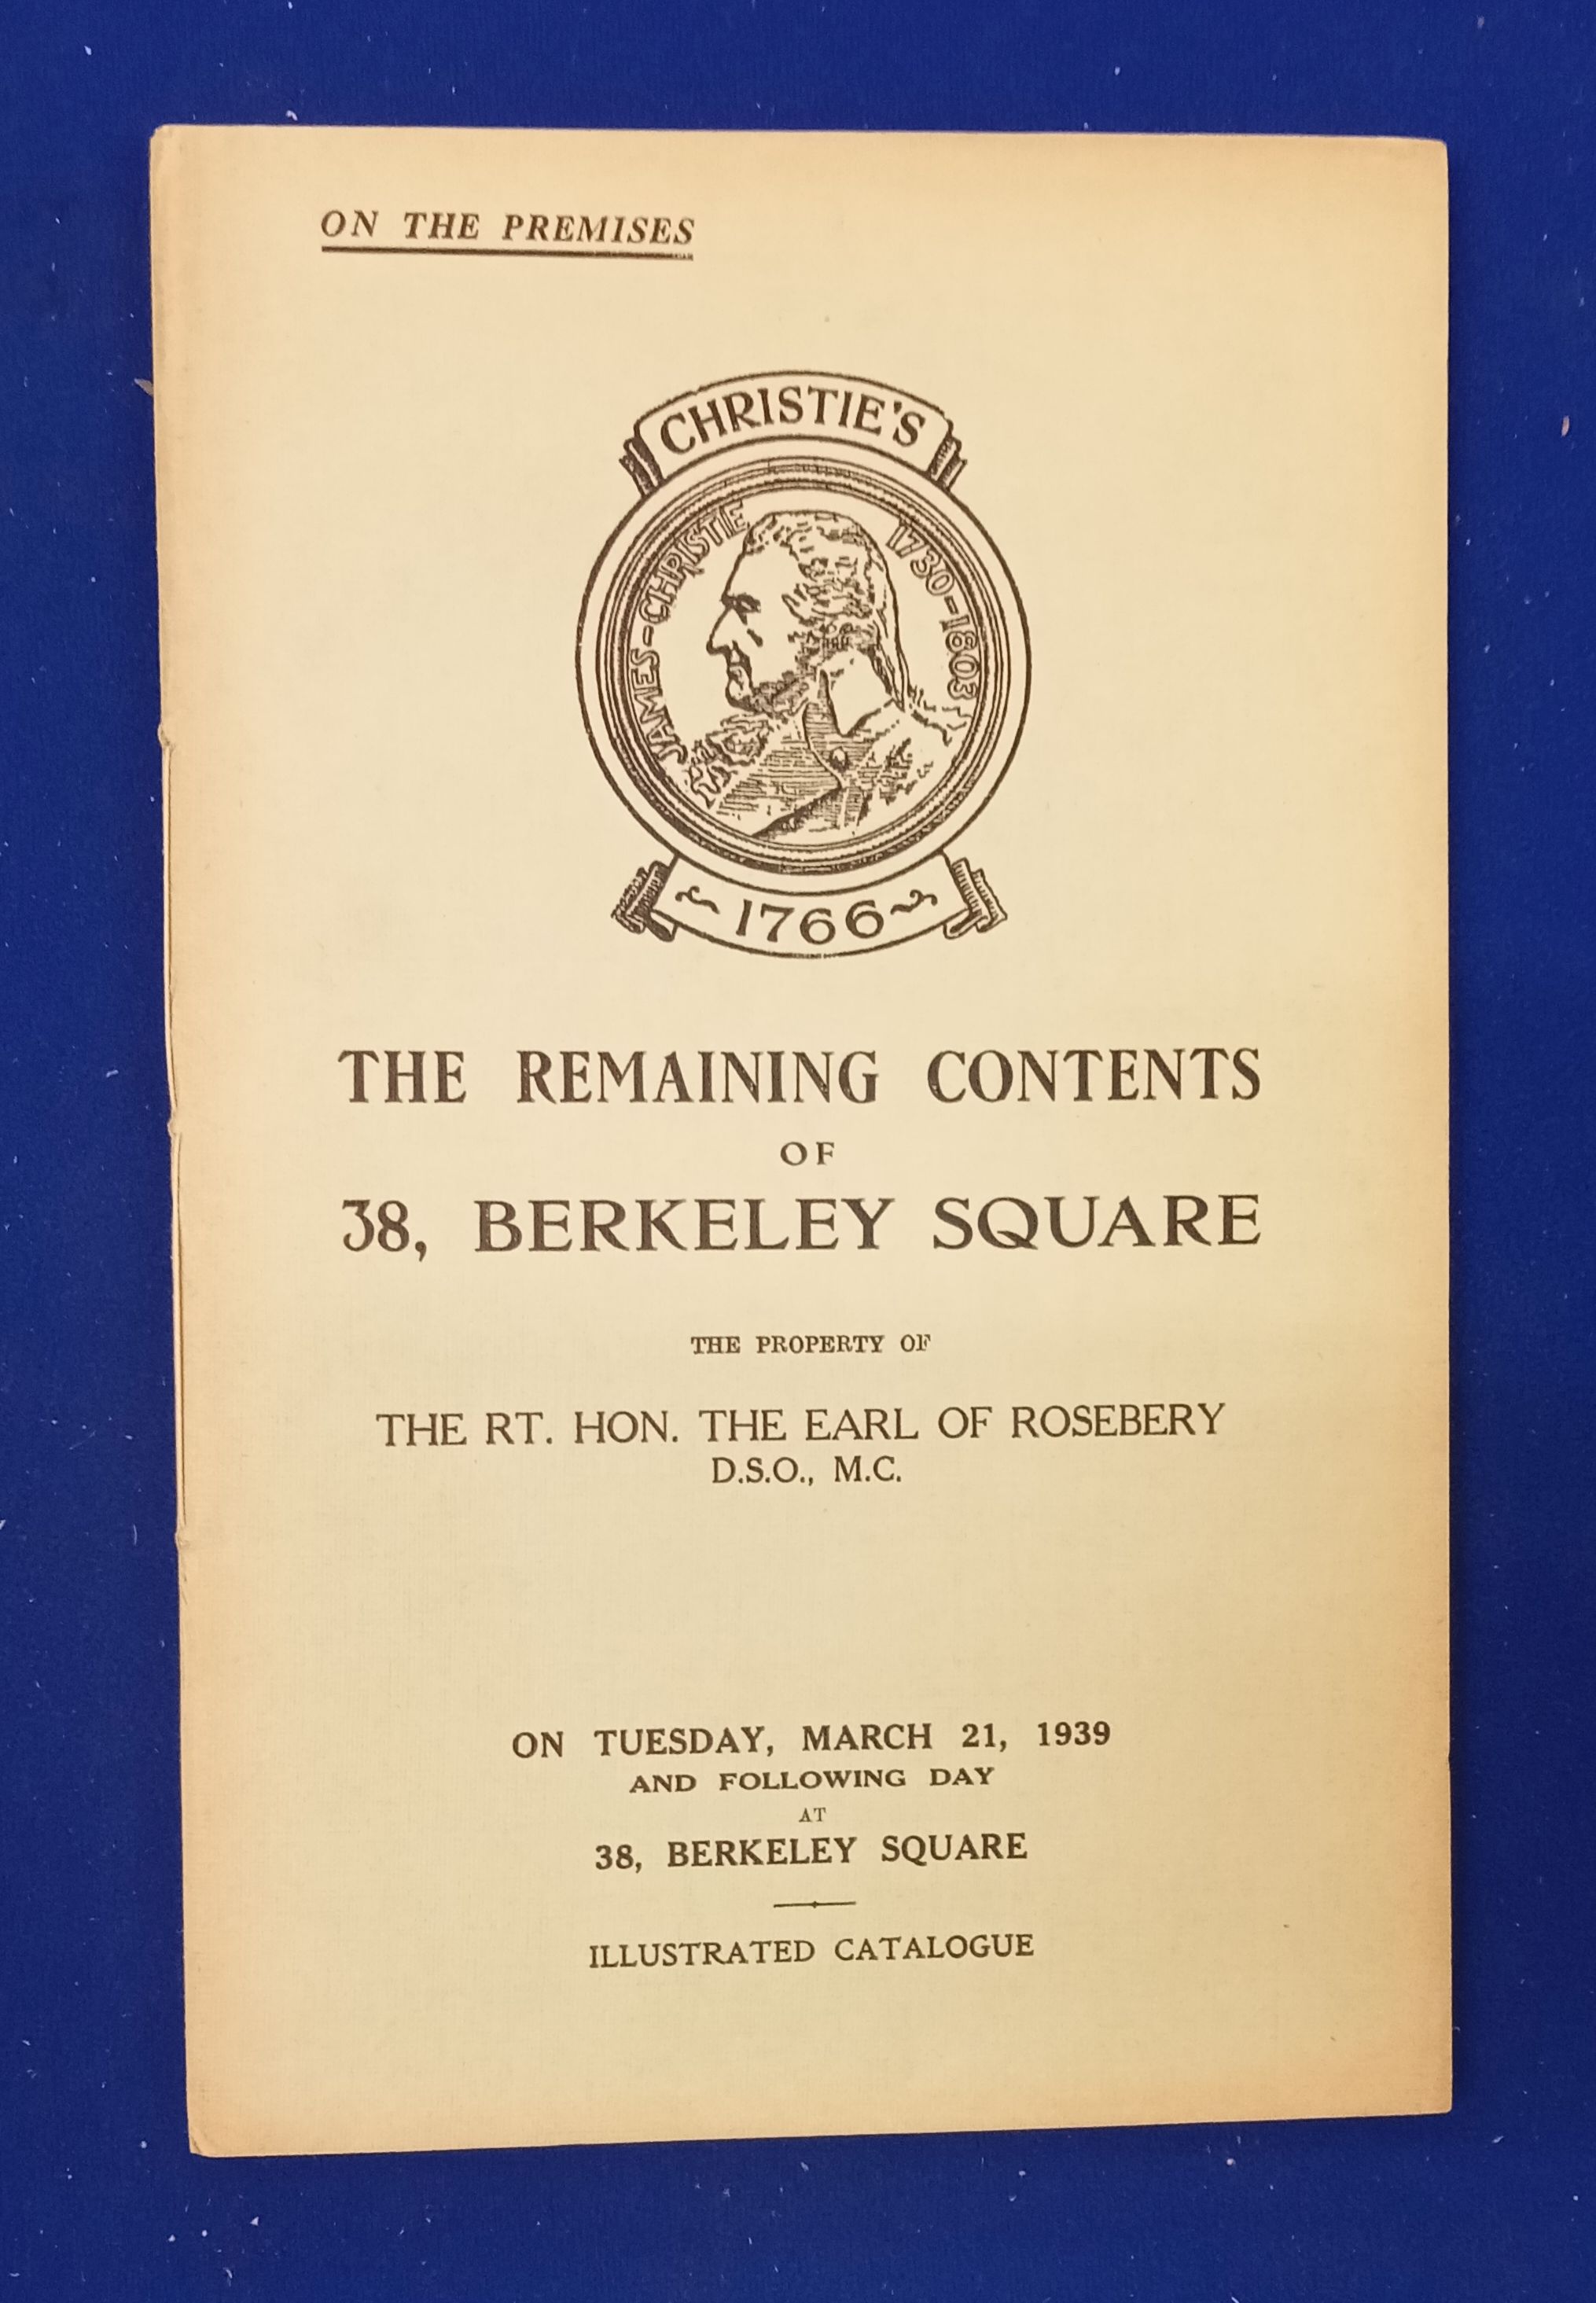 ON THE PREMISES
CHRISTIE'S
JAMES-CHRISTIE 1730-1803
1766
THE REMAINING CONTENTS
OF
38, BERKELEY SQUARE
THE PROPERTY OF
THE RT. HON. THE EARL OF ROSEBERY
D.S.O., M.C.
ON TUESDAY, MARCH 21, 1939
AND FOLLOWING DAY
AT
38, BERKELEY SQUARE
ILLUSTRATED CATALOGUE